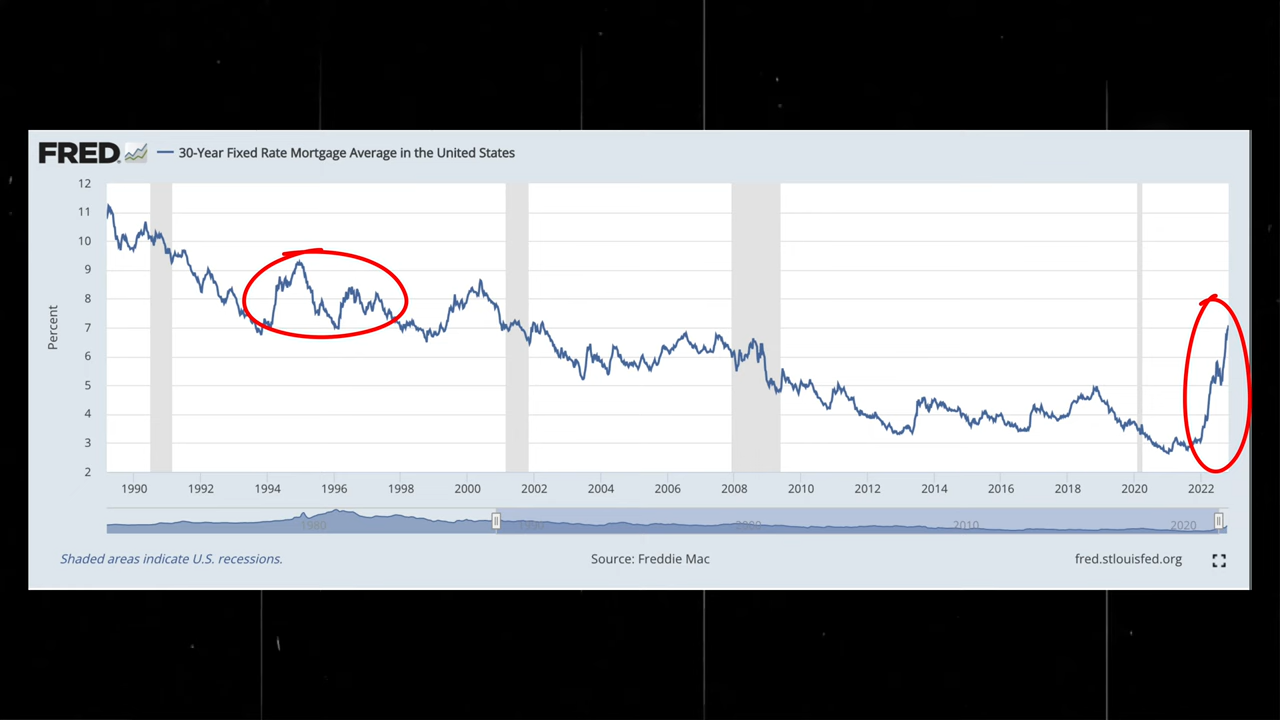 FRED 30-Year Fixed Rate Mortgage Average in the United States
12
11
10
9
8
7
6
5
4
3
2
Percent
1990 1992 1994 1996 1998 2000 2002 2004 2006 2008 2010 2012 2014 2016 2018 2020 2022
1980 1990 2000 2010 2020
Shaded areas indicate U.S. recessions. Source: Freddie Mac fred.stlouisfed.org